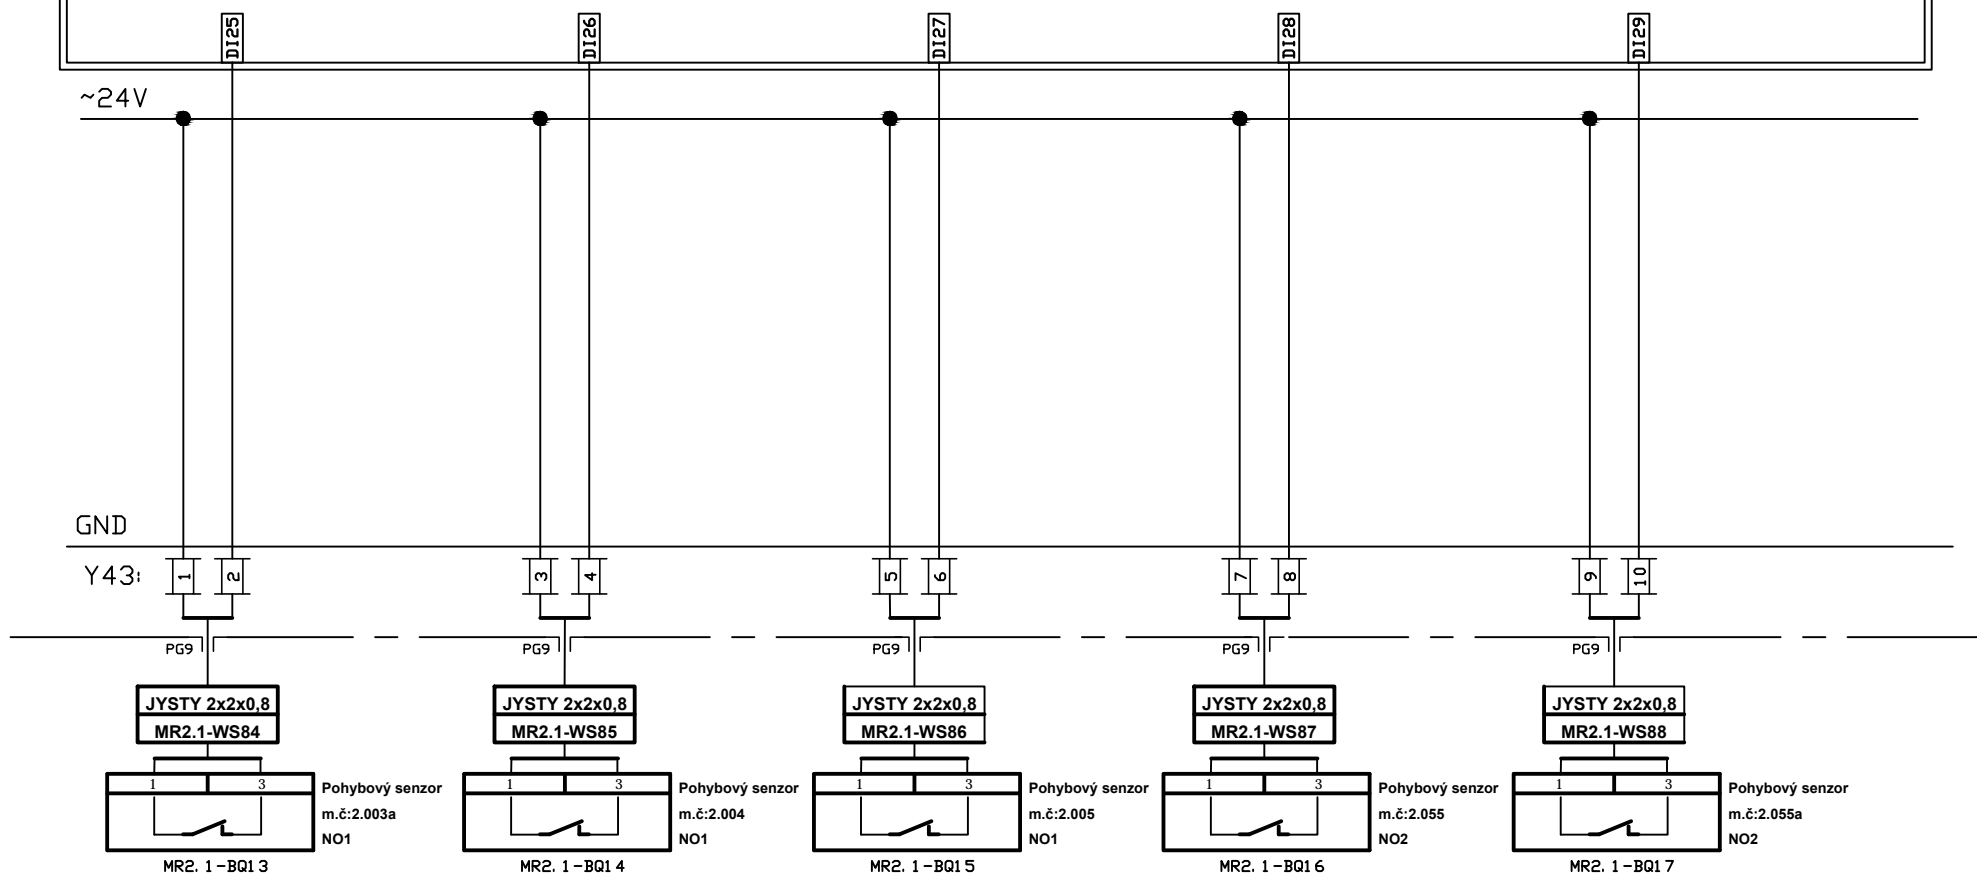 DI25 DI26 DI27 DI28 DI29
~24V
GND
Y43: 1 2 3 4 5 6 7 8 9 10
PG9 PG9 PG9 PG9 PG9
JYSTY 2x2x0,8 JYSTY 2x2x0,8 JYSTY 2x2x0,8 JYSTY 2x2x0,8 JYSTY 2x2x0,8
MR2.1-WS84 MR2.1-WS85 MR2.1-WS86 MR2.1-WS87 MR2.1-WS88
1 3 1 3 1 3 1 3 1 3
Pohybový senzor Pohybový senzor Pohybový senzor Pohybový senzor Pohybový senzor
m.č:2.003a m.č:2.004 m.č:2.005 m.č:2.055 m.č:2.055a
NO1 NO1 NO1 NO2 NO2
MR2.1-BQ13 MR2.1-BQ14 MR2.1-BQ15 MR2.1-BQ16 MR2.1-BQ17